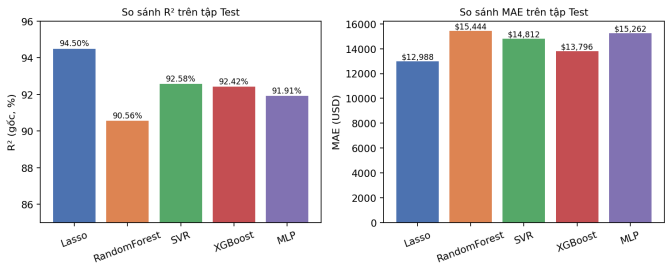 So sánh R² trên tập Test
R² (gốc, %)
96
94
92
90
88
86
94.50%
90.56%
92.58%
92.42%
91.91%
Lasso
RandomForest
SVR
XGBoost
MLP
So sánh MAE trên tập Test
MAE (USD)
16000
14000
12000
10000
8000
6000
4000
2000
0
$12,988
$15,444
$14,812
$13,796
$15,262
Lasso
RandomForest
SVR
XGBoost
MLP